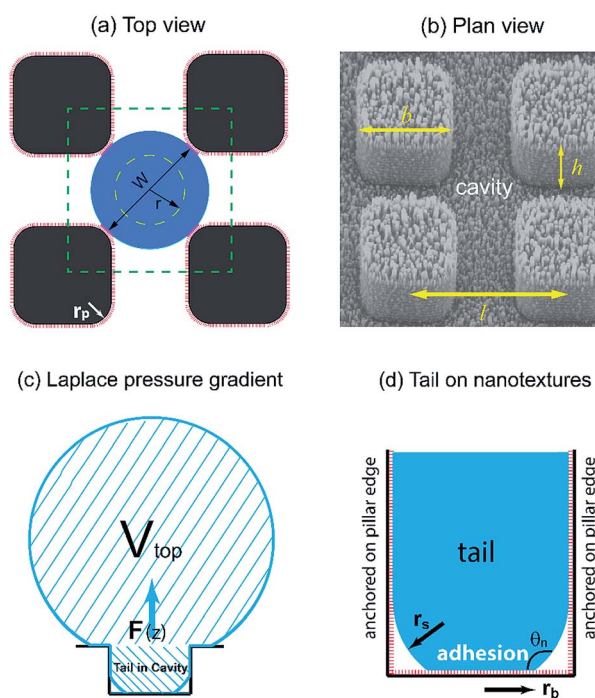 (a) Top view
W
r
rp
(b) Plan view
b
h
cavity
l
(c) Laplace pressure gradient
Vtop
F(z)
Tail in Cavity
(d) Tail on nanotextures
anchored on pillar edge
tail
anchored on pillar edge
rs
adhesion
θn
rb